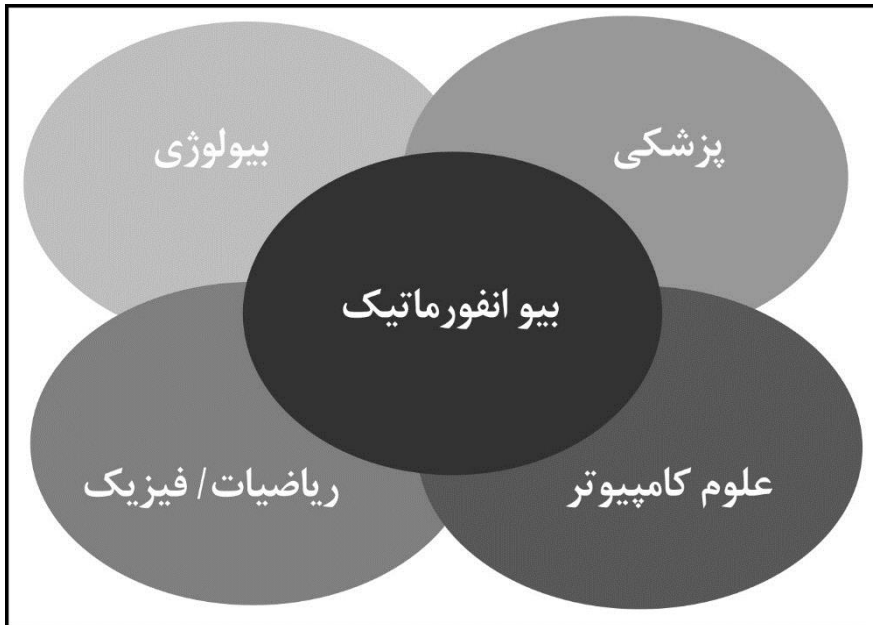 پزشکی
بیولوژی
بیو انفورماتیک
علوم کامپیوتر
ریاضیات/ فیزیک